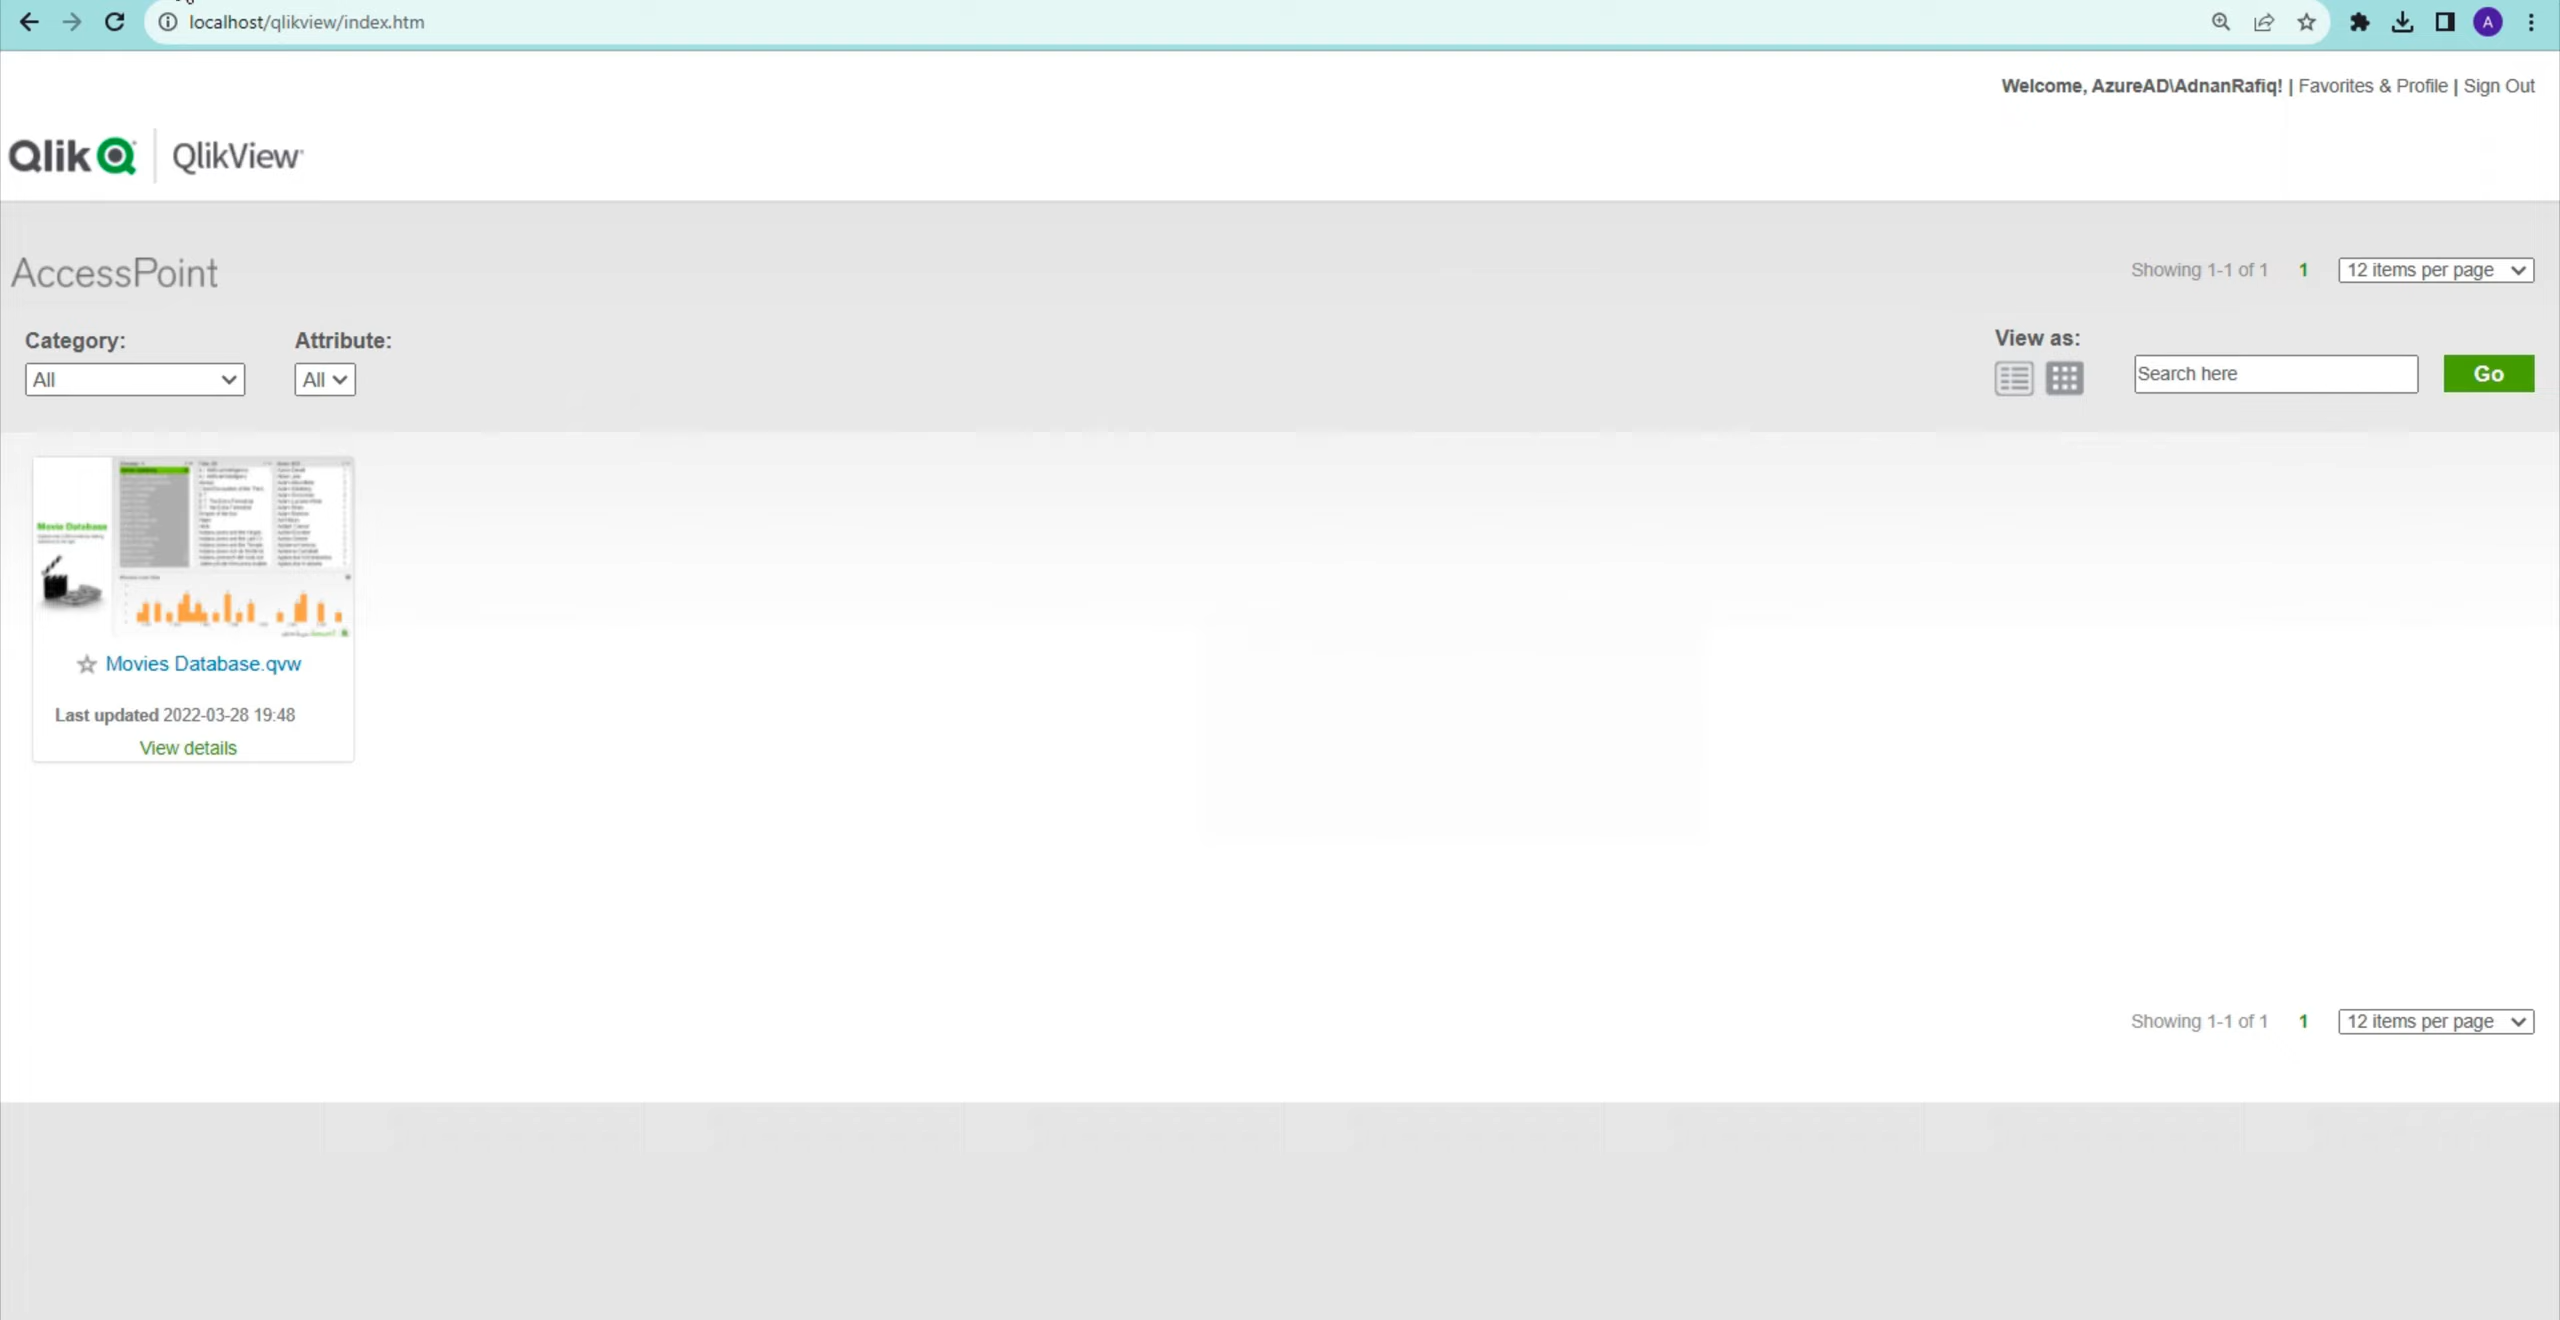 localhost/qlikview/index.htm
A
Welcome, AzureAD\AdnanRafiq! | Favorites & Profile | Sign Out
Qlik QlikView
AccessPoint
Showing 1-1 of 1 1 12 items per page
Category: Attribute: View as:
All All Search here Go
Movie Database
Movies Database.qvw
Last updated 2022-03-28 19:48
View details
Showing 1-1 of 1 1 12 items per page